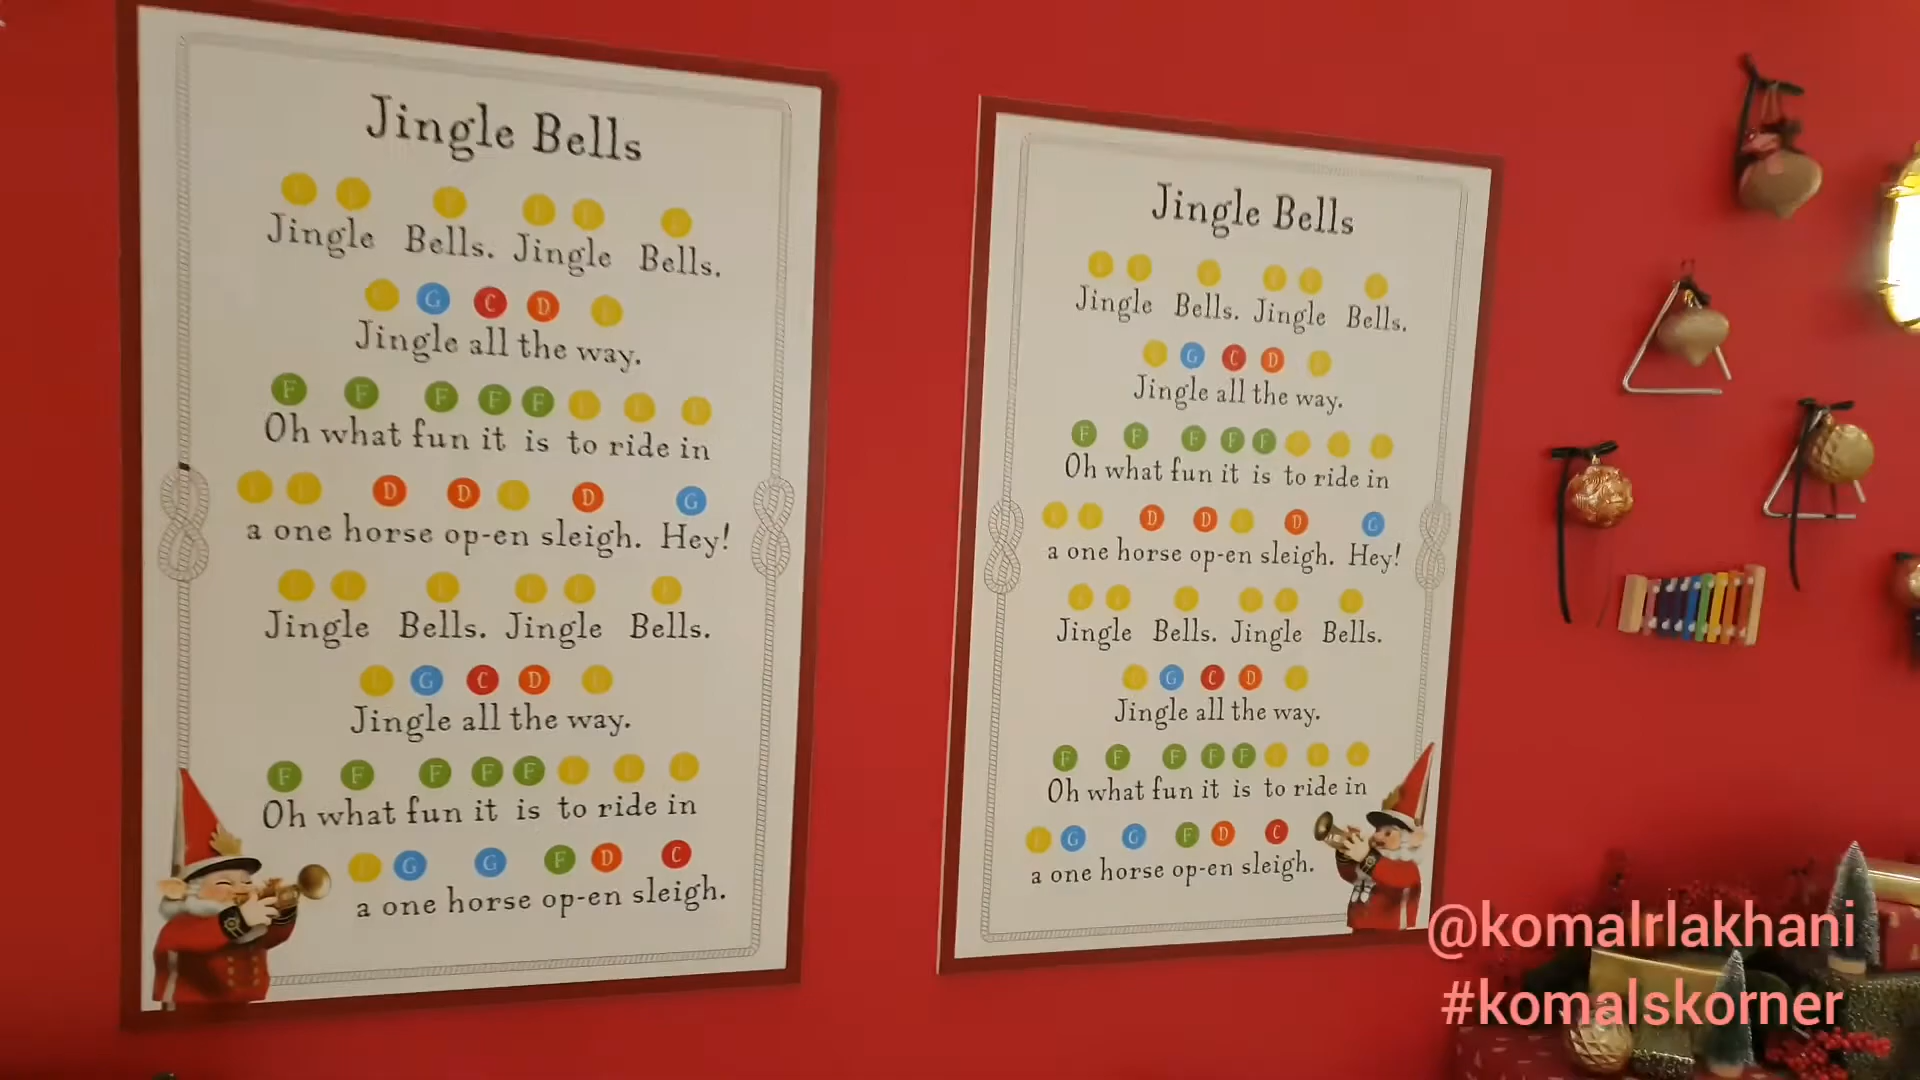 Jingle Bells
Jingle Bells. Jingle Bells.
G C D
Jingle all the way.
F F F F F
Oh what fun it is to ride in
D D D G
a one horse op-en sleigh. Hey!
Jingle Bells. Jingle Bells.
G C D
Jingle all the way.
F F F F F
Oh what fun it is to ride in
G G F D C
a one horse op-en sleigh.
Jingle Bells
Jingle Bells. Jingle Bells.
G C D
Jingle all the way.
F F F F F
Oh what fun it is to ride in
D D D G
a one horse op-en sleigh. Hey!
Jingle Bells. Jingle Bells.
G C D
Jingle all the way.
F F F F F
Oh what fun it is to ride in
G G F D C
a one horse op-en sleigh.
@komalrlakhani
#komalskorner